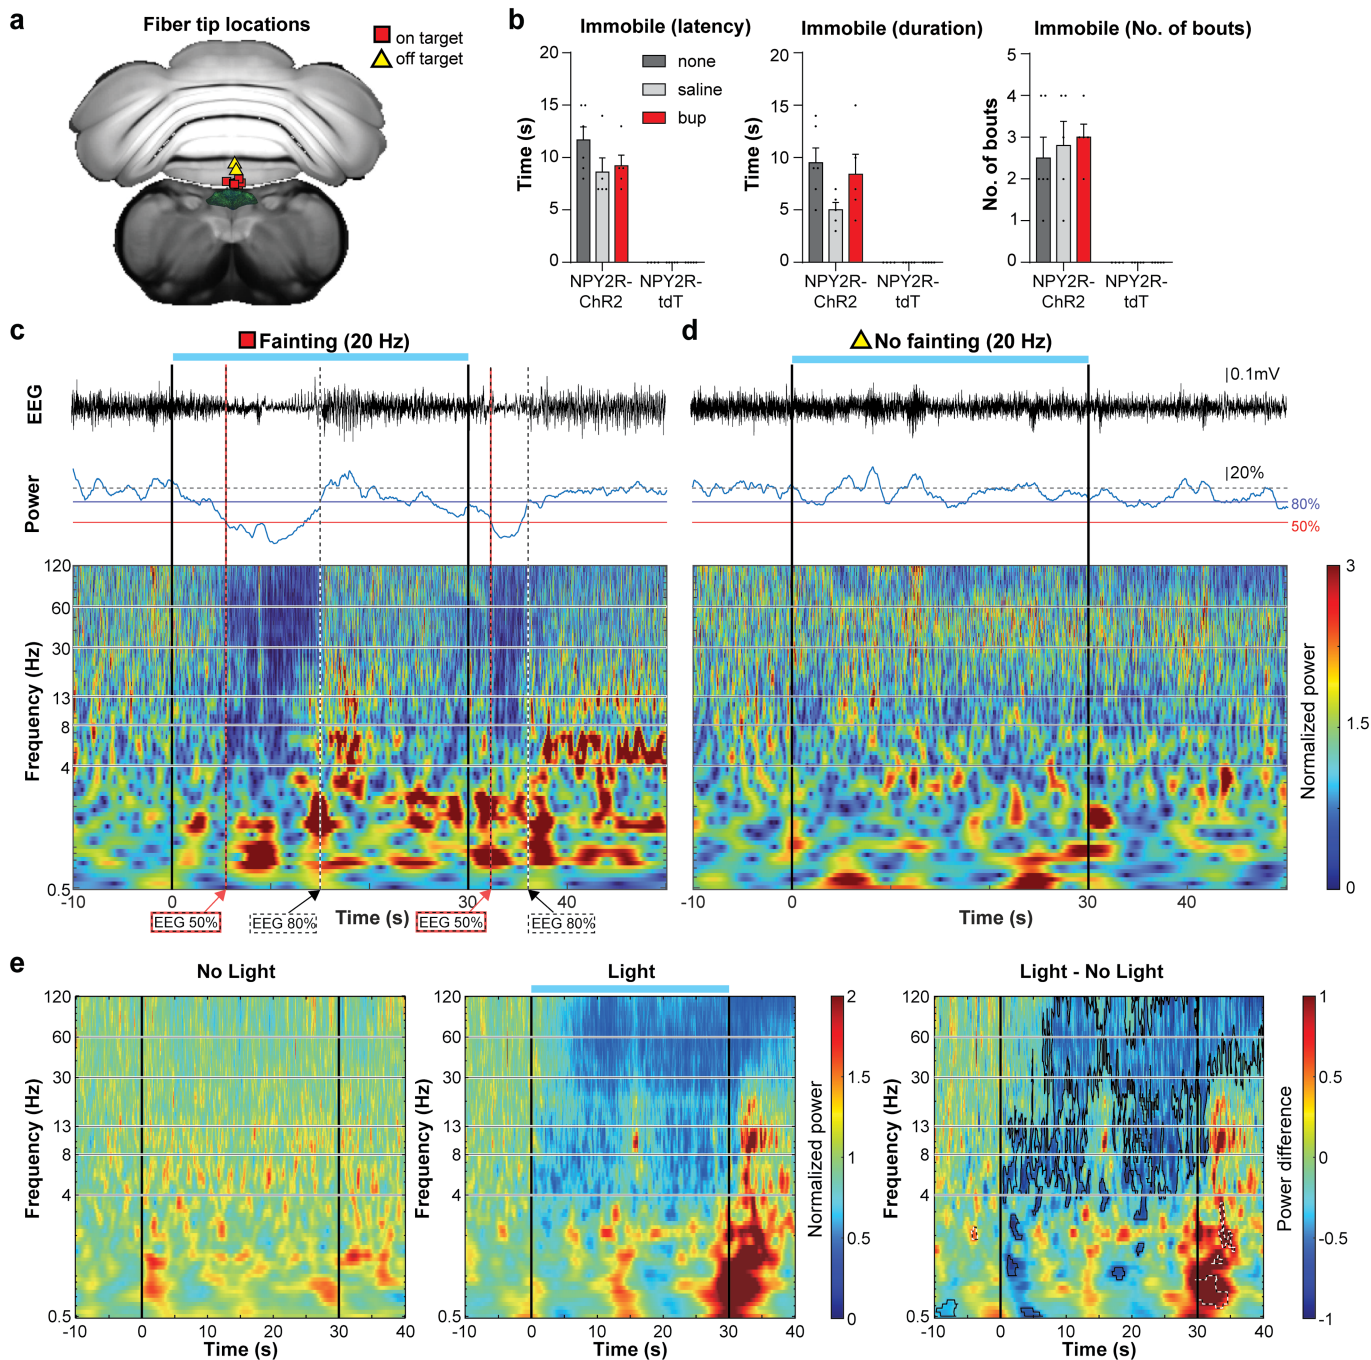 a
Fiber tip locations
on target
off target
b
Immobile (latency)
Time (s)
20
15
10
5
0
none
saline
bup
NPY2R-
ChR2
NPY2R-
tdT
Immobile (duration)
Time (s)
20
15
10
5
0
NPY2R-
ChR2
NPY2R-
tdT
Immobile (No. of bouts)
No. of bouts
5
4
3
2
1
0
NPY2R-
ChR2
NPY2R-
tdT
c
Fainting (20 Hz)
EEG
Power
Frequency (Hz)
120
60
30
13
8
4
0.5
-10 0 30 40
Time (s)
EEG 50%
EEG 80%
EEG 50%
EEG 80%
d
No fainting (20 Hz)
0.1mV
20%
80%
50%
-10 0 30 40
Time (s)
3
1.5
0
Normalized power
e
No Light
Frequency (Hz)
120
60
30
13
8
4
0.5
-10 0 10 20 30 40
Time (s)
Light
Frequency (Hz)
120
60
30
13
8
4
0.5
-10 0 10 20 30 40
Time (s)
2
1.5
1
0.5
0
Normalized power
Light - No Light
Frequency (Hz)
120
60
30
13
8
4
0.5
-10 0 10 20 30 40
Time (s)
1
0.5
0
-0.5
-1
Power difference